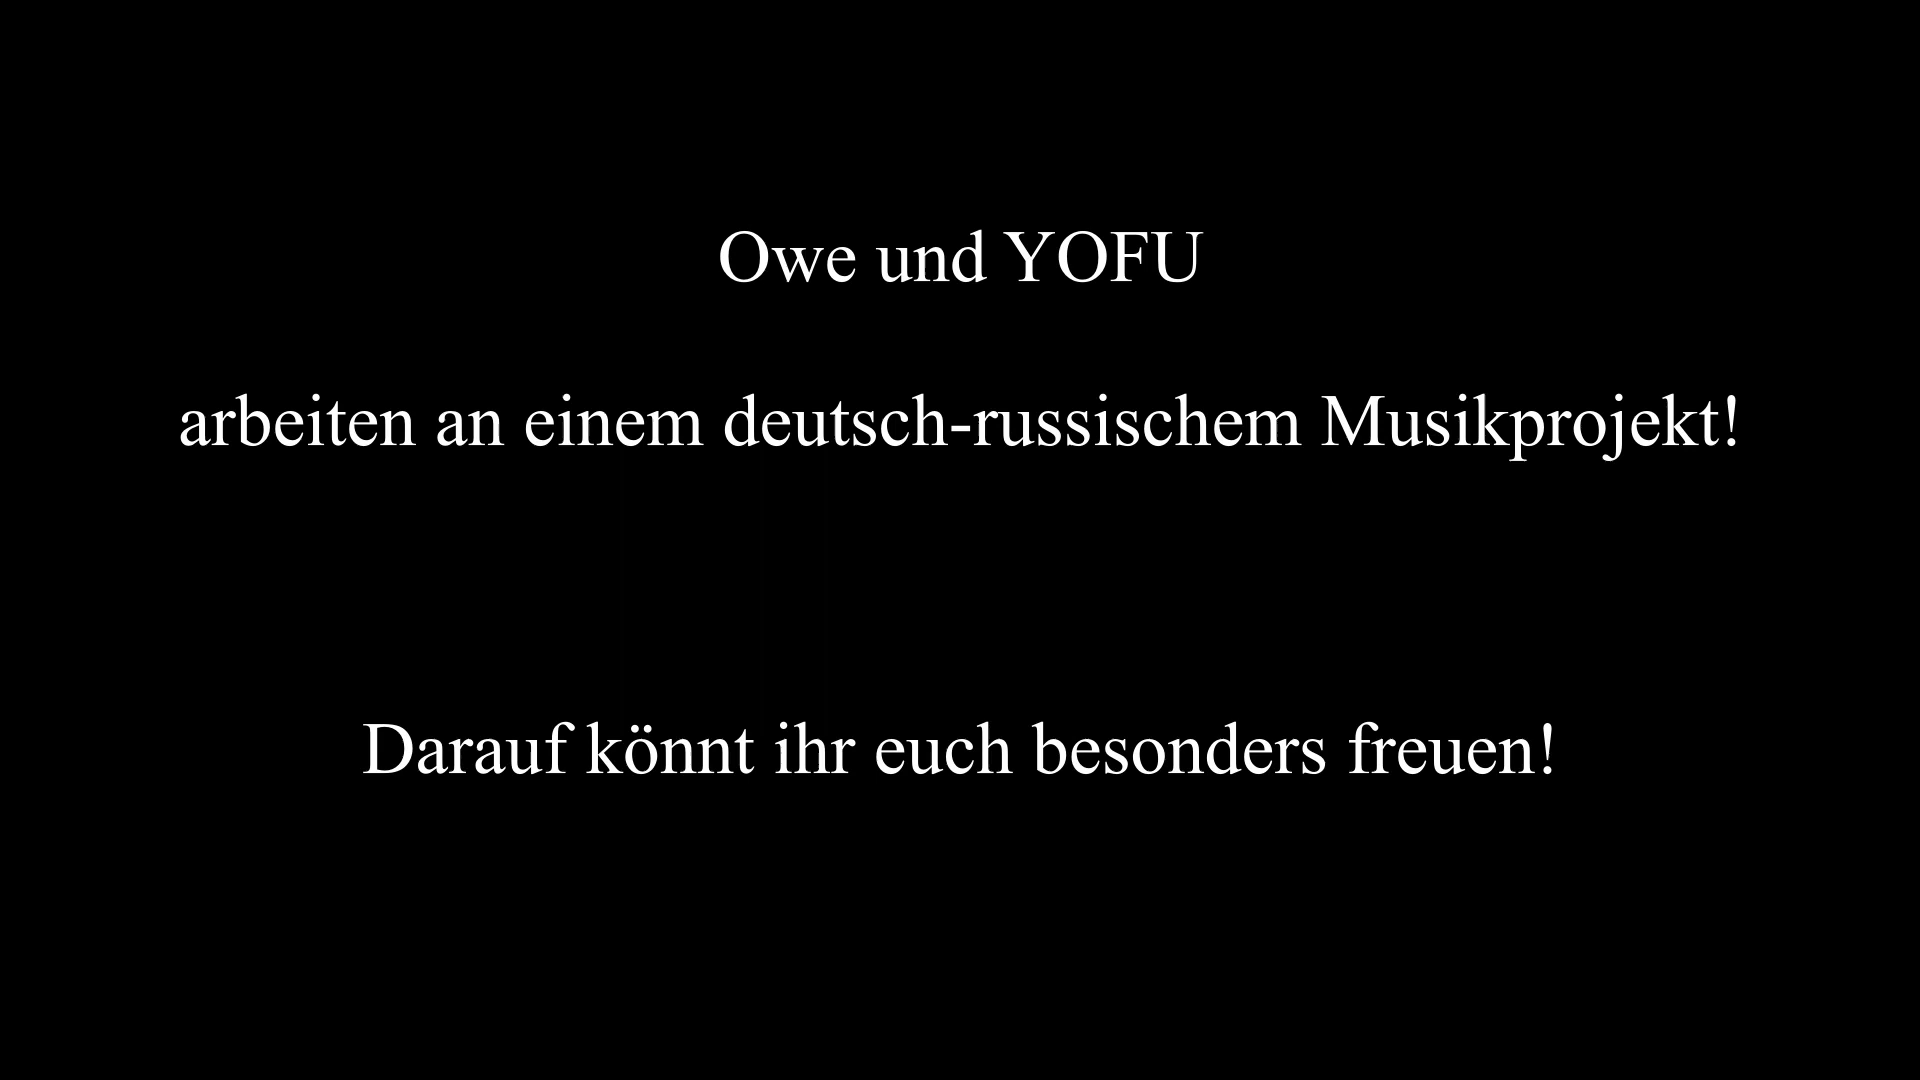 Owe und YOFU
arbeiten an einem deutsch-russischem Musikprojekt!
Darauf könnt ihr euch besonders freuen!